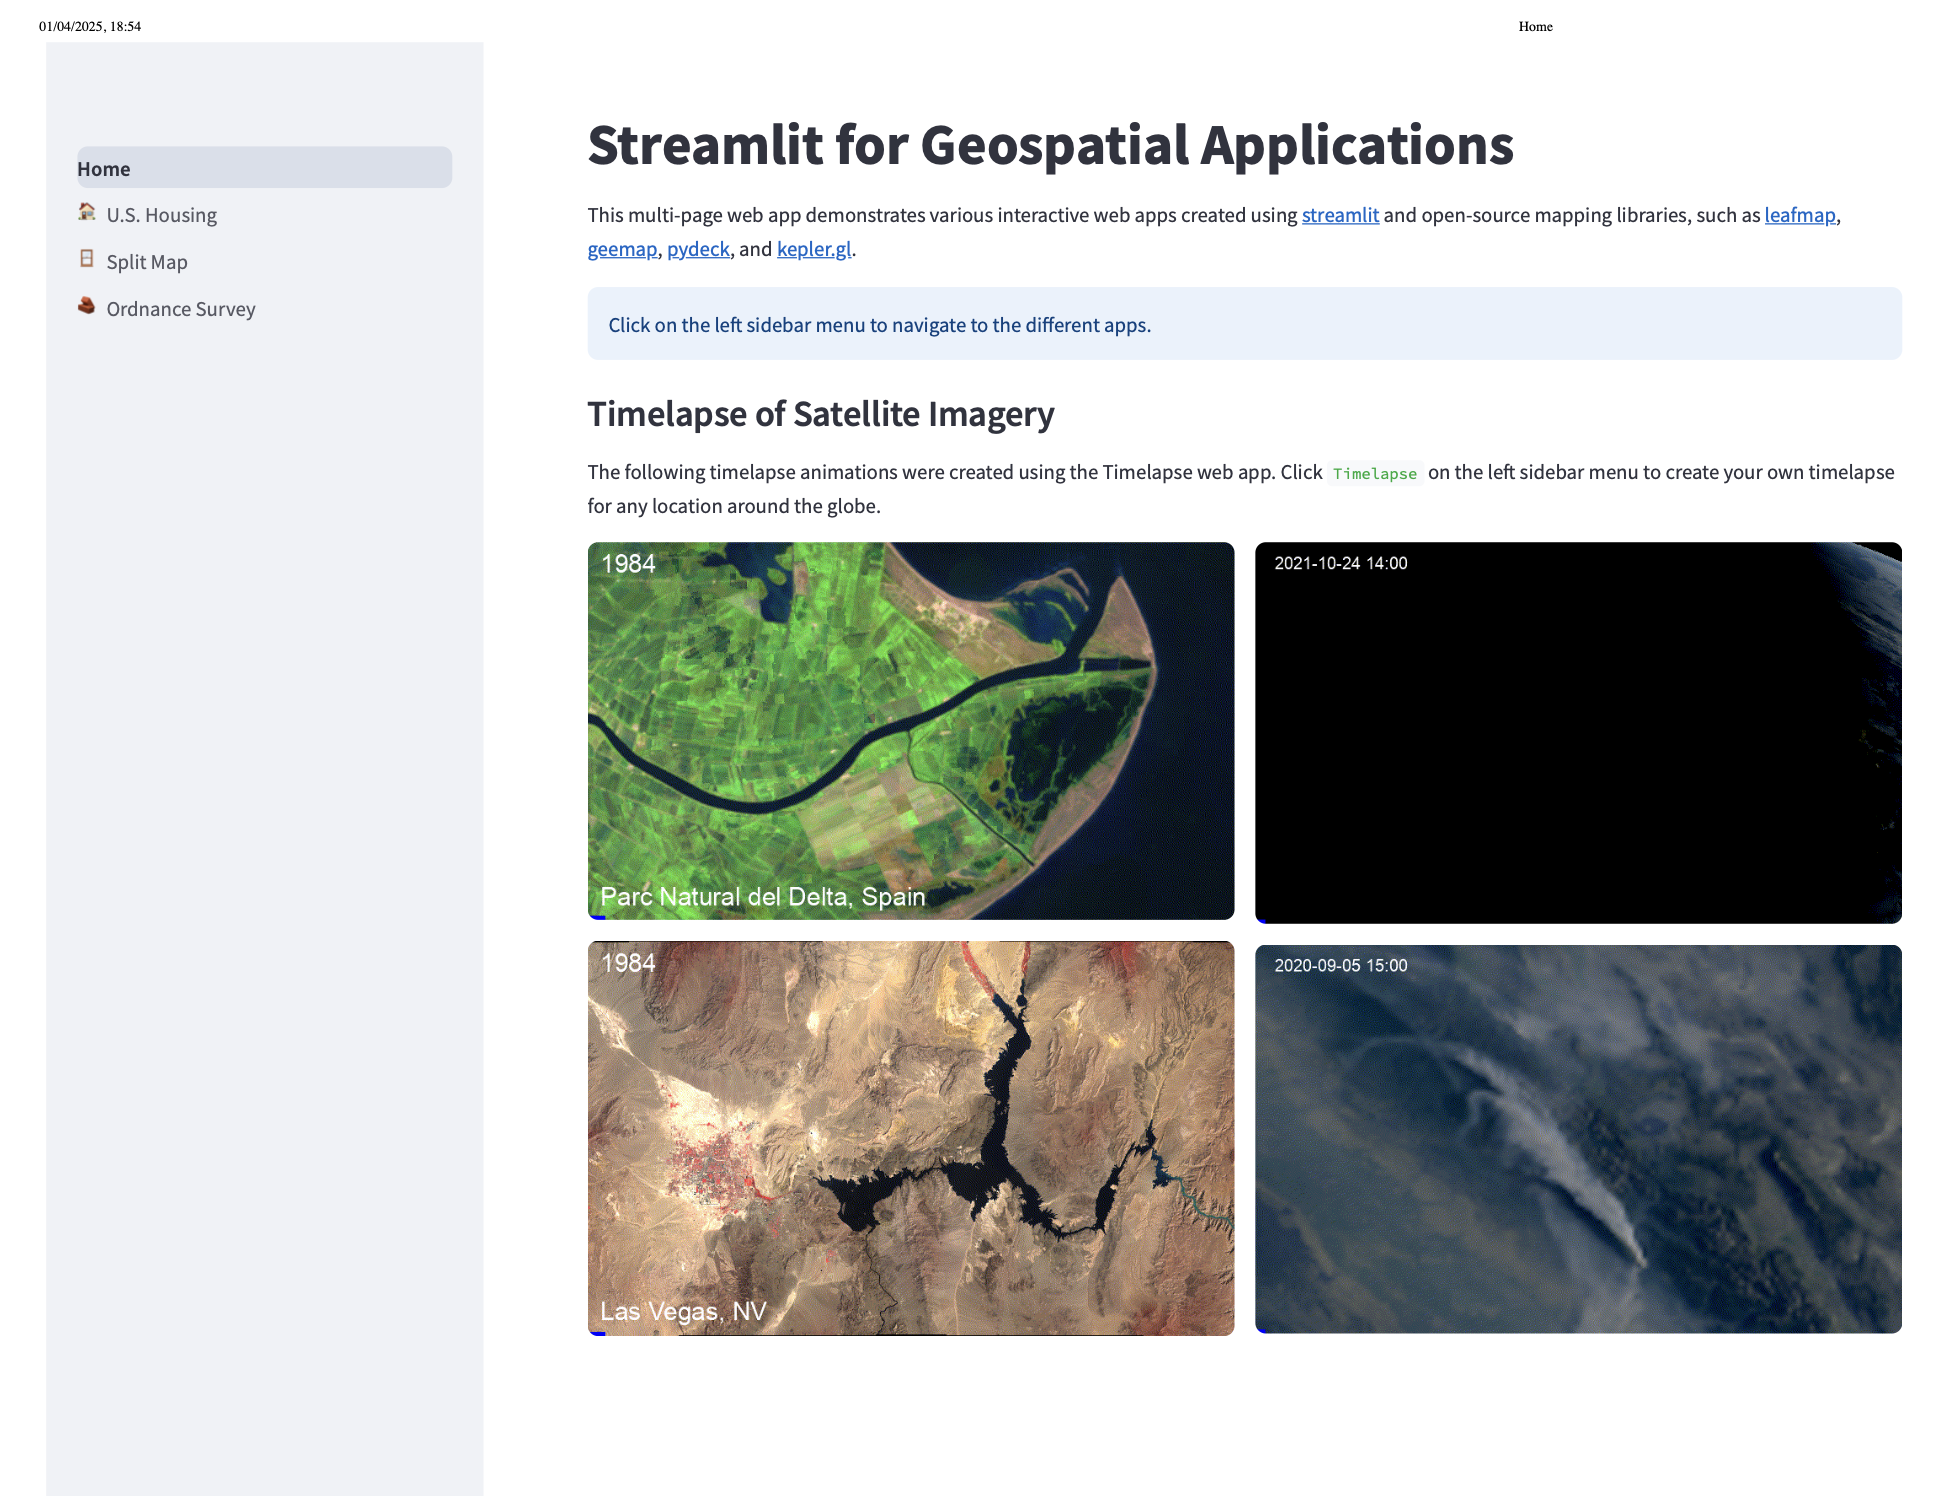 01/04/2025, 18:54
Home
Home
U.S. Housing
Split Map
Ordnance Survey
Streamlit for Geospatial Applications
This multi-page web app demonstrates various interactive web apps created using streamlit and open-source mapping libraries, such as leafmap,
geemap, pydeck, and kepler.gl.
Click on the left sidebar menu to navigate to the different apps.
Timelapse of Satellite Imagery
The following timelapse animations were created using the Timelapse web app. Click Timelapse on the left sidebar menu to create your own timelapse
for any location around the globe.
1984
Parc Natural del Delta, Spain
2021-10-24 14:00
1984
Las Vegas, NV
2020-09-05 15:00